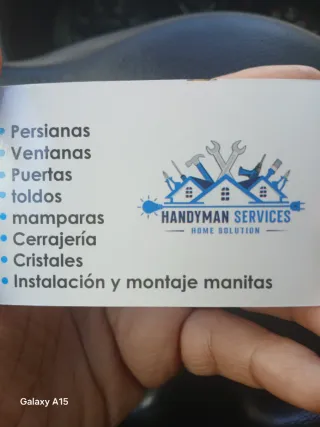 • Persianas
• Ventanas
• Puertas
• toldos
• mamparas
• Cerrajería
• Cristales
• Instalación y montaje manitas
HANDYMAN SERVICES
HOME SOLUTION
Galaxy A15